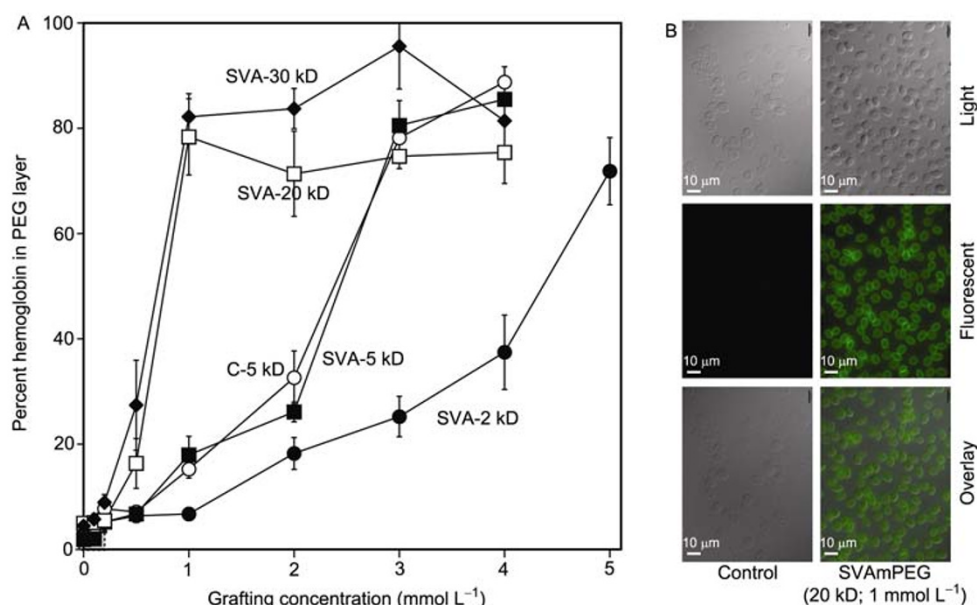 A
Percent hemoglobin in PEG layer
100
80
60
40
20
0
SVA-30 kD
SVA-20 kD
C-5 kD
SVA-5 kD
SVA-2 kD
0 1 2 3 4 5
Grafting concentration (mmol L⁻¹)
B
10 μm
10 μm
Light
10 μm
10 μm
Fluorescent
10 μm
10 μm
Overlay
Control
SVAmPEG
(20 kD; 1 mmol L⁻¹)